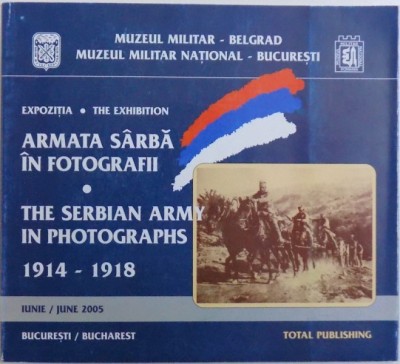 MUZEUL MILITAR - BELGRAD
MUZEUL MILITAR NAȚIONAL - BUCUREȘTI
EXPOZIȚIA • THE EXHIBITION
ARMATA SÂRBĂ
ÎN FOTOGRAFII
•
THE SERBIAN ARMY
IN PHOTOGRAPHS
1914 - 1918
IUNIE / JUNE 2005
BUCUREȘTI / BUCHAREST
TOTAL PUBLISHING